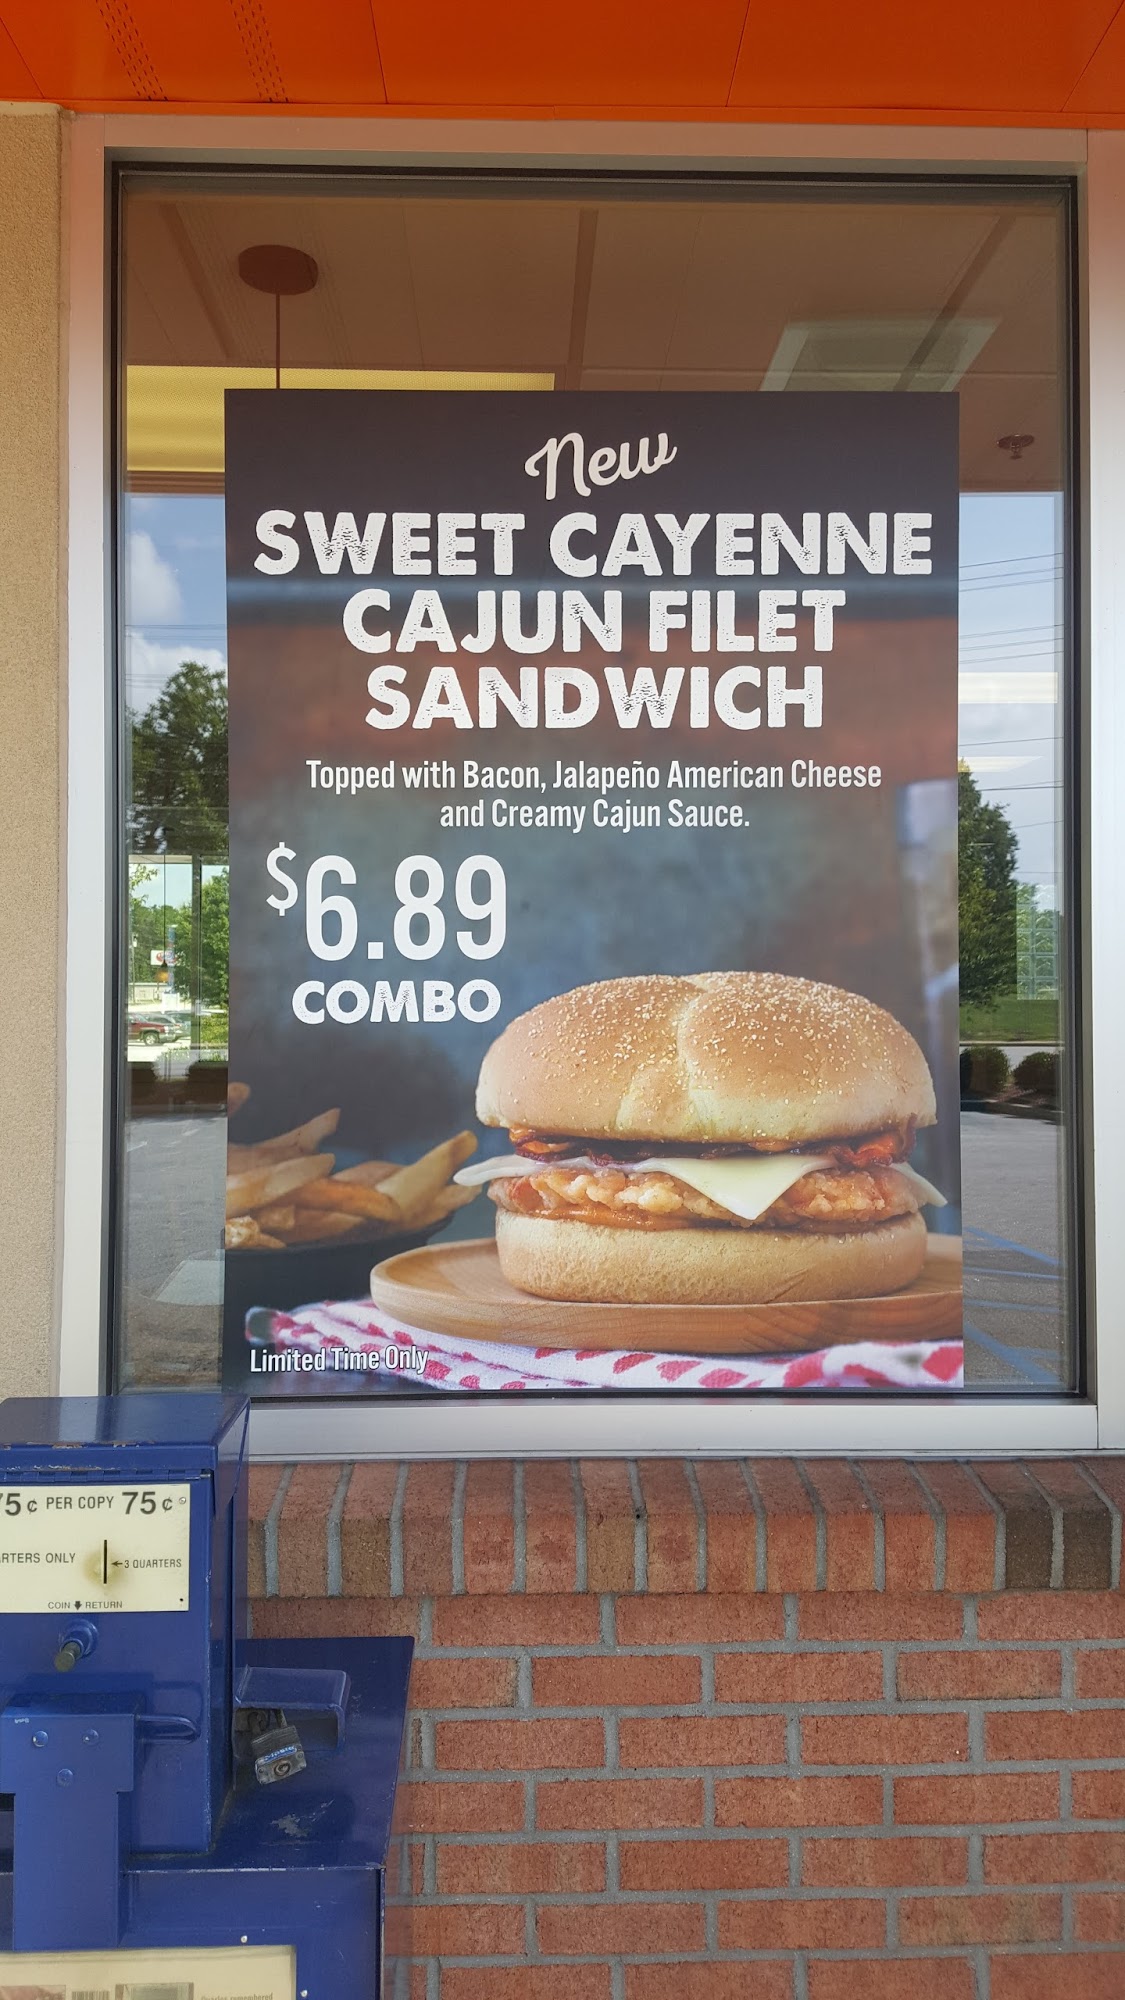 New
SWEET CAYENNE
CAJUN FILET
SANDWICH
Topped with Bacon, Jalapeño American Cheese
and Creamy Cajun Sauce.
$6.89
COMBO
Limited Time Only
75¢ PER COPY 75¢
ONLY
←3 QUARTERS
COIN RETURN